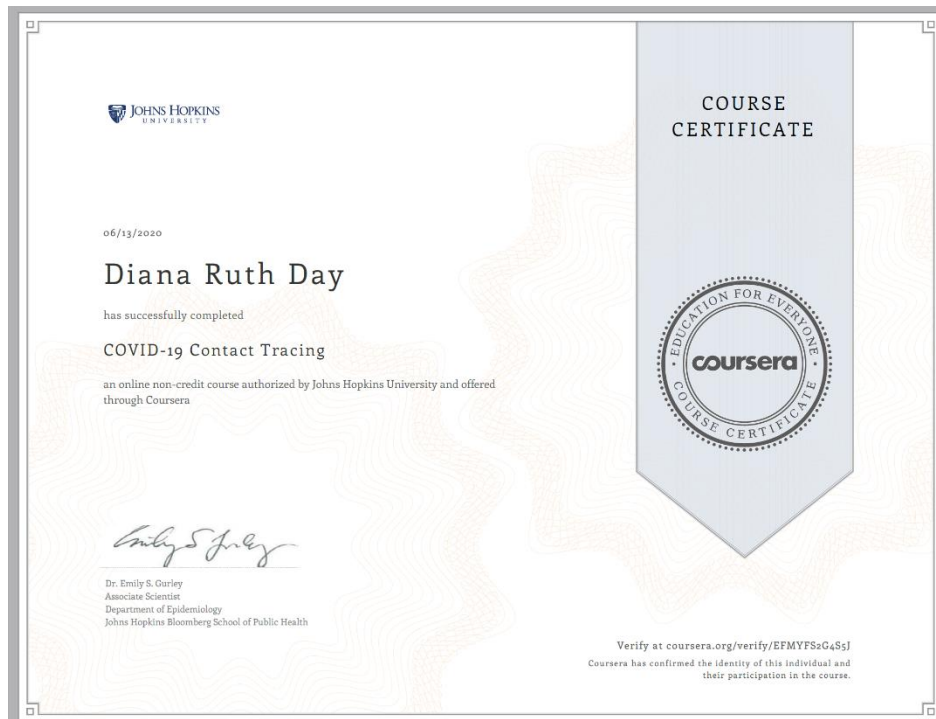 JOHNS HOPKINS
UNIVERSITY
COURSE
CERTIFICATE
06/13/2020
Diana Ruth Day
has successfully completed
COVID-19 Contact Tracing
an online non-credit course authorized by Johns Hopkins University and offered
through Coursera
EDUCATION FOR EVERYONE
coursera
COURSE CERTIFICATE
Dr. Emily S. Gurley
Associate Scientist
Department of Epidemiology
Johns Hopkins Bloomberg School of Public Health
Verify at coursera.org/verify/EFMYFS2G4S5J
Coursera has confirmed the identity of this individual and
their participation in the course.